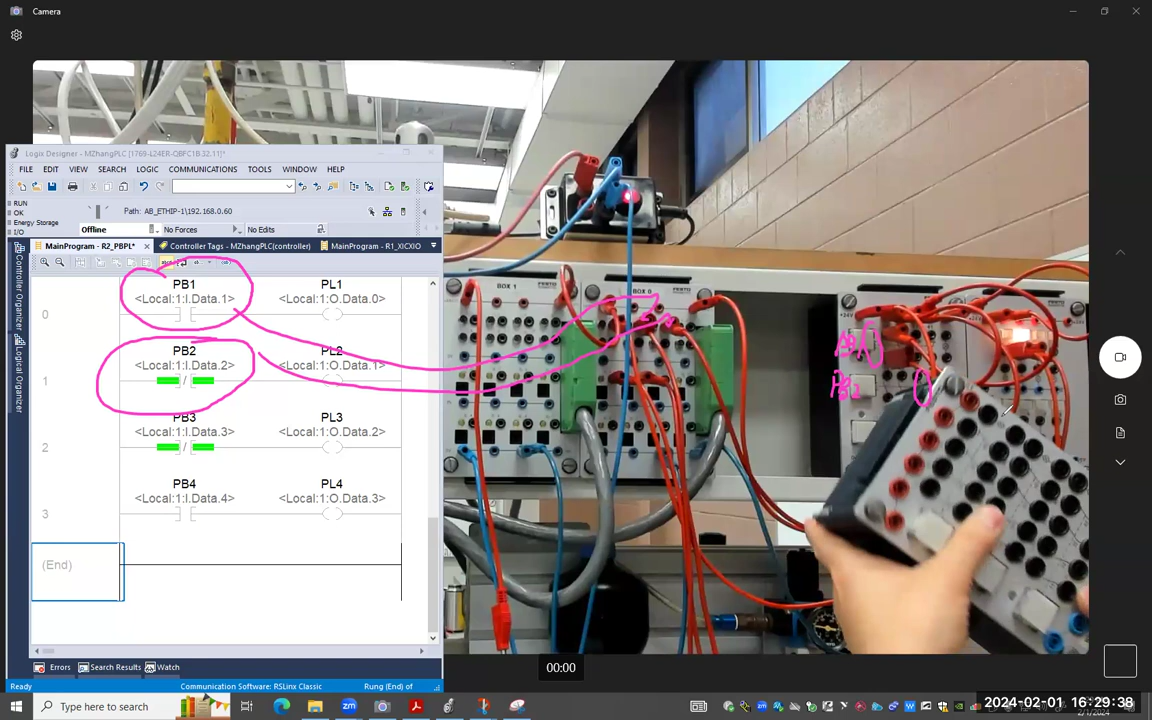 Camera
Logix Designer - MZhangPLC [1769-L24ER-QBFC1B 32.11]*
FILE EDIT VIEW SEARCH LOGIC COMMUNICATIONS TOOLS WINDOW HELP
RUN
OK
Energy Storage
I/O
Path: AB_ETHIP-1\192.168.0.60
Offline
No Forces
No Edits
MainProgram - R2_PBPL*
Controller Tags - MZhangPLC(controller)
MainProgram - R1_XICXIO
Controller Organizer
Logical Organizer
PB1 PL1
<Local:1:I.Data.1> <Local:1:O.Data.0>
0
PB2 PL2
<Local:1:I.Data.2> <Local:1:O.Data.1>
1
PB3 PL3
<Local:1:I.Data.3> <Local:1:O.Data.2>
2
PB4 PL4
<Local:1:I.Data.4> <Local:1:O.Data.3>
3
(End)
Errors Search Results Watch
Ready Communication Software: RSLinx Classic Rung (End) of
BOX 1
BOX 0
PB2
00:00
Type here to search
2024-02-01 16:29:38